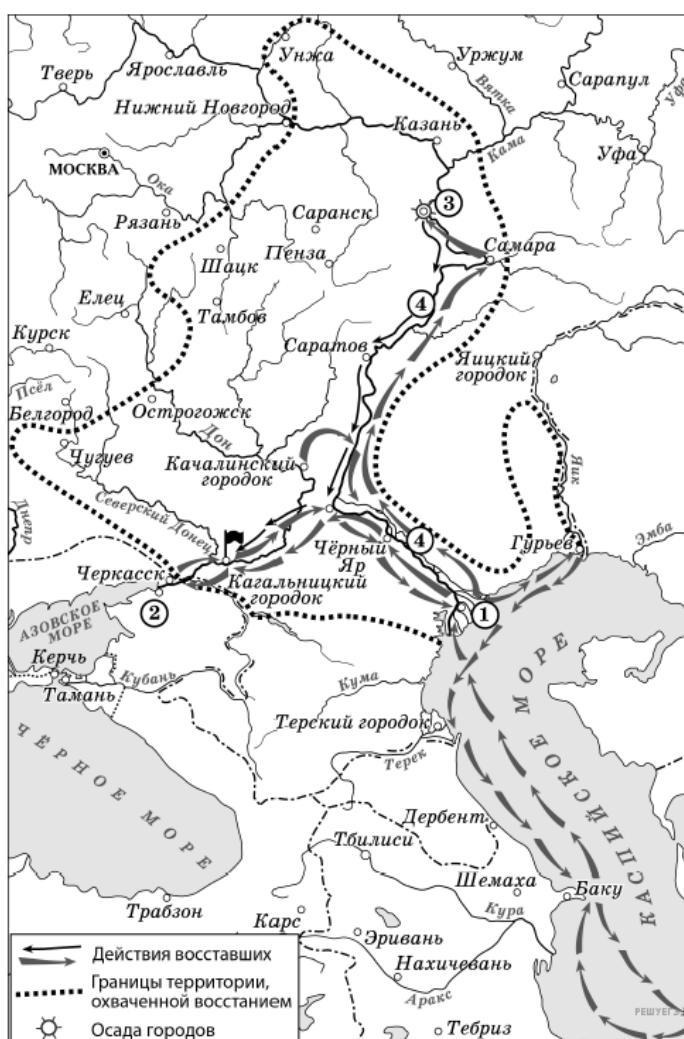 Унжа
Уржум
Тверь
Ярославль
Вятка
Сарапул
Уфа
Нижний Новгород
Казань
Кама
Уфа
МОСКВА
Ока
3
Рязань
Саранск
Самара
Шацк
Пенза
Елец
Тамбов
4
Курск
Саратов
Яицкий
городок
Псёл
Белгород
Острогожск
Чугуев
Дон
Качалинский
городок
Яик
Северский Донец
Днепр
4
Чёрный
Яр
Гурьев
Эмба
Черкасск
Кагальницкий
городок
2
1
АЗОВСКОЕ
МОРЕ
Керчь
Тамань
Кубань
Кума
Терский городок
Терек
ЧЁРНОЕ МОРЕ
КАСПИЙСКОЕ МОРЕ
Дербент
Тбилиси
Шемаха
Баку
Трабзон
Карс
Кура
Эривань
Нахичевань
Аракс
Тебриз
Действия восставших
Границы территории,
охваченной восстанием
Осада городов